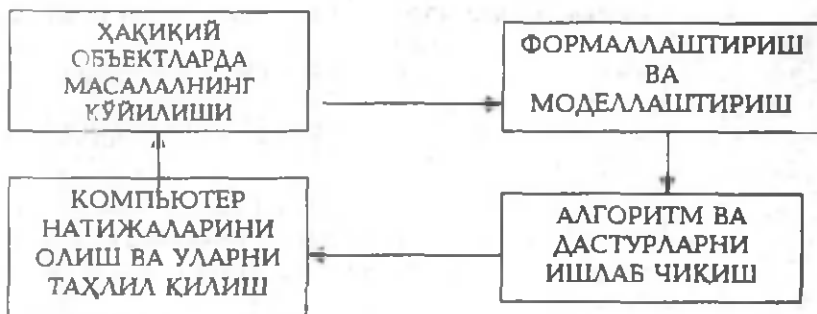 ҲАҚИҚИЙ
ОБЪЕКТЛАРДА
МАСАЛАЛНИНГ
ҚЎЙИЛИШИ
ФОРМАЛЛАШТИРИШ
ВА
МОДЕЛЛАШТИРИШ
АЛГОРИТМ ВА
ДАСТУРЛАРНИ
ИШЛАБ ЧИҚИШ
КОМПЬЮТЕР
НАТИЖАЛАРИНИ
ОЛИШ ВА УЛАРНИ
ТАҲЛИЛ ҚИЛИШ